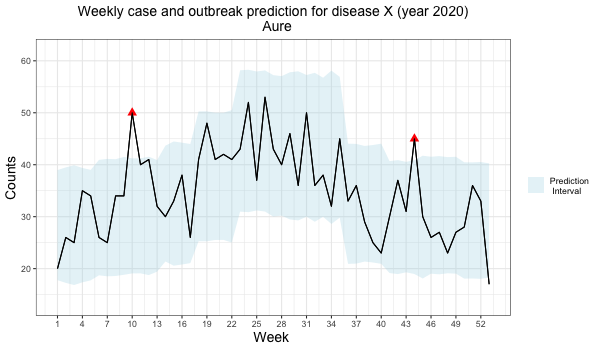 Weekly case and outbreak prediction for disease X (year 2020)
Aure
Counts
60
50
40
30
20
1 4 7 10 13 16 19 22 25 28 31 34 37 40 43 46 49 52
Week
Prediction
Interval